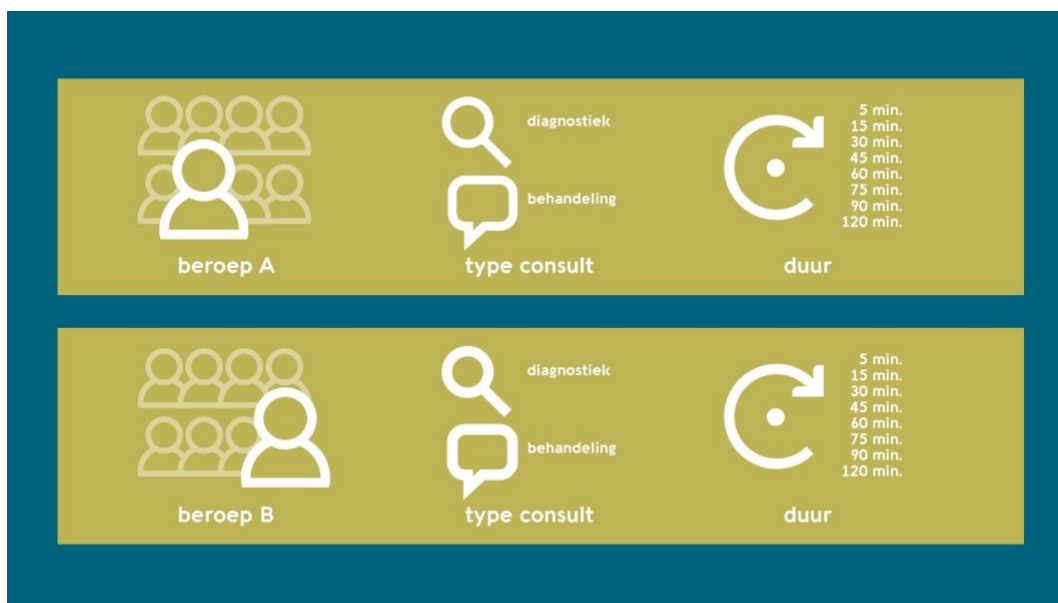 diagnostiek
behandeling
5 min.
15 min.
30 min.
45 min.
60 min.
75 min.
90 min.
120 min.
beroep A
type consult
duur
diagnostiek
behandeling
5 min.
15 min.
30 min.
45 min.
60 min.
75 min.
90 min.
120 min.
beroep B
type consult
duur